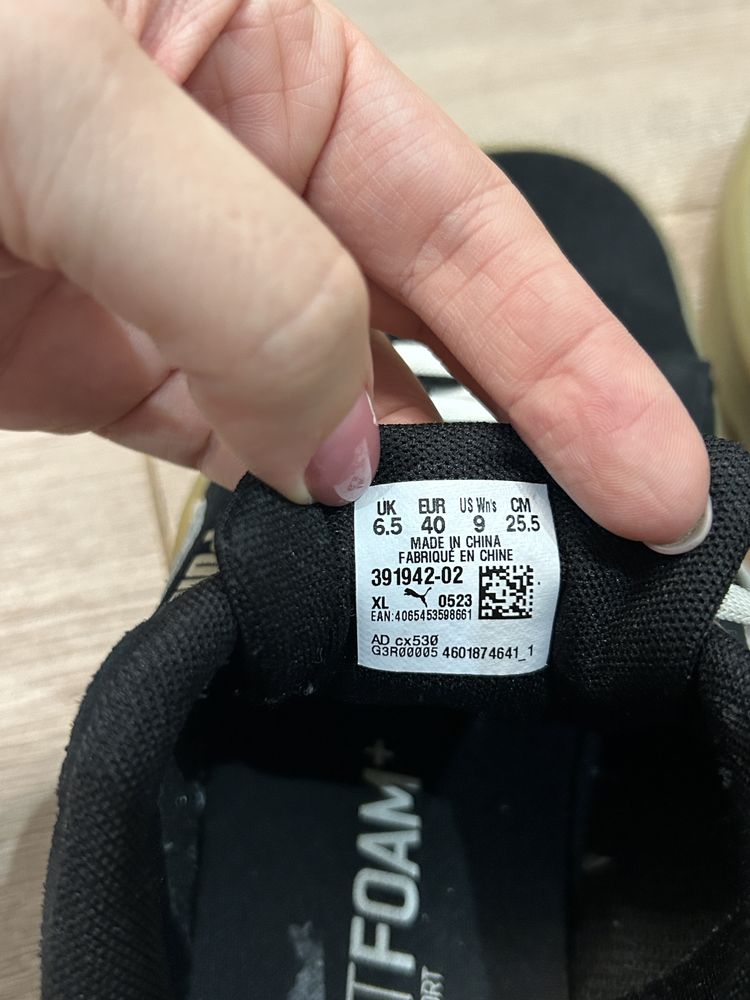 UK EUR US Wn's CM
6.5 40 9 25.5
MADE IN CHINA
FABRIQUÉ EN CHINE
391942-02
XL 0523
EAN:4065453598661
AD cx530
G3R00005 4601874641_1
TFOAM+
ORT